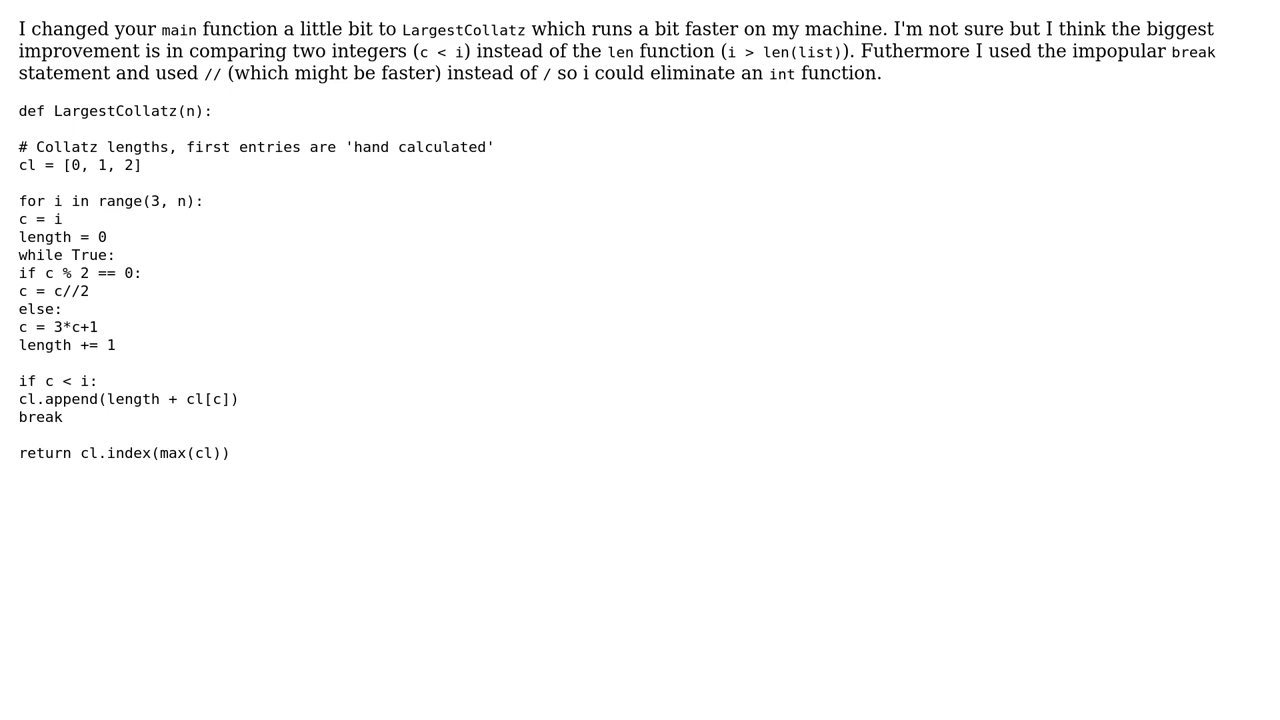 I changed your main function a little bit to LargestCollatz which runs a bit faster on my machine. I'm not sure but I think the biggest
improvement is in comparing two integers (c < i) instead of the len function (i > len(list)). Futhermore I used the impopular break
statement and used // (which might be faster) instead of / so i could eliminate an int function.
def LargestCollatz(n):
# Collatz lengths, first entries are 'hand calculated'
cl = [0, 1, 2]
for i in range(3, n):
c = i
length = 0
while True:
if c % 2 == 0:
c = c//2
else:
c = 3*c+1
length += 1
if c < i:
cl.append(length + cl[c])
break
return cl.index(max(cl))